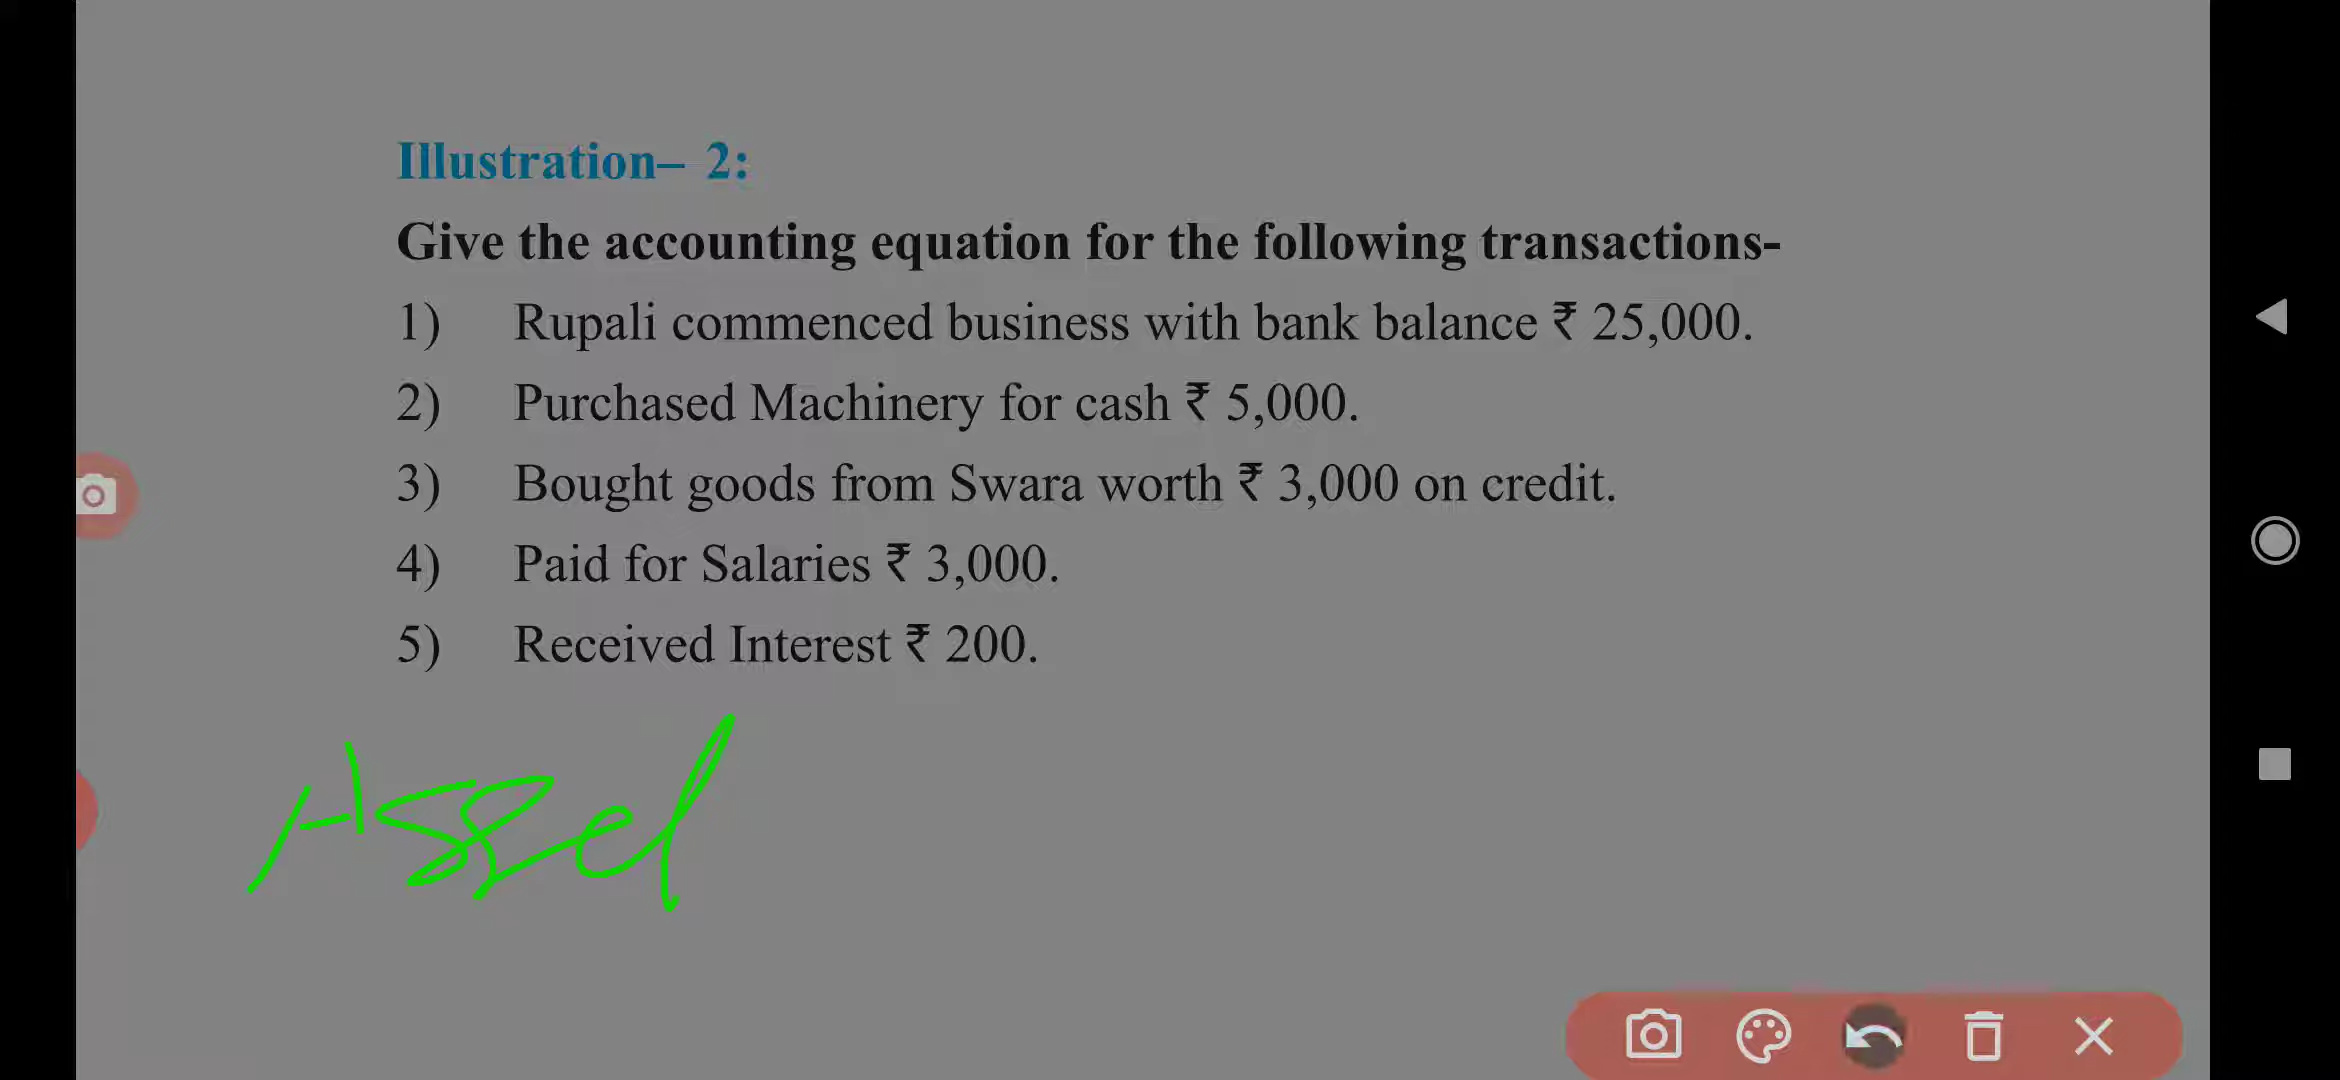 Illustration– 2:
Give the accounting equation for the following transactions-
1) Rupali commenced business with bank balance ₹ 25,000.
2) Purchased Machinery for cash ₹ 5,000.
3) Bought goods from Swara worth ₹ 3,000 on credit.
4) Paid for Salaries ₹ 3,000.
5) Received Interest ₹ 200.